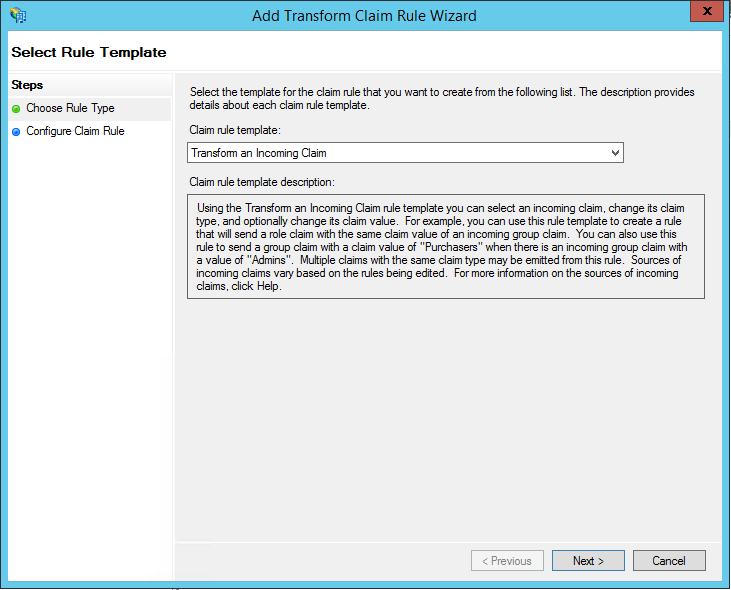 Add Transform Claim Rule Wizard
X
Select Rule Template
Steps
Choose Rule Type
Configure Claim Rule
Select the template for the claim rule that you want to create from the following list. The description provides
details about each claim rule template.
Claim rule template:
Transform an Incoming Claim
Claim rule template description:
Using the Transform an Incoming Claim rule template you can select an incoming claim, change its claim
type, and optionally change its claim value.  For example, you can use this rule template to create a rule
that will send a role claim with the same claim value of an incoming group claim.  You can also use this
rule to send a group claim with a claim value of "Purchasers" when there is an incoming group claim with
a value of "Admins".  Multiple claims with the same claim type may be emitted from this rule.  Sources of
incoming claims vary based on the rules being edited.  For more information on the sources of incoming
claims, click Help.
< Previous
Next >
Cancel